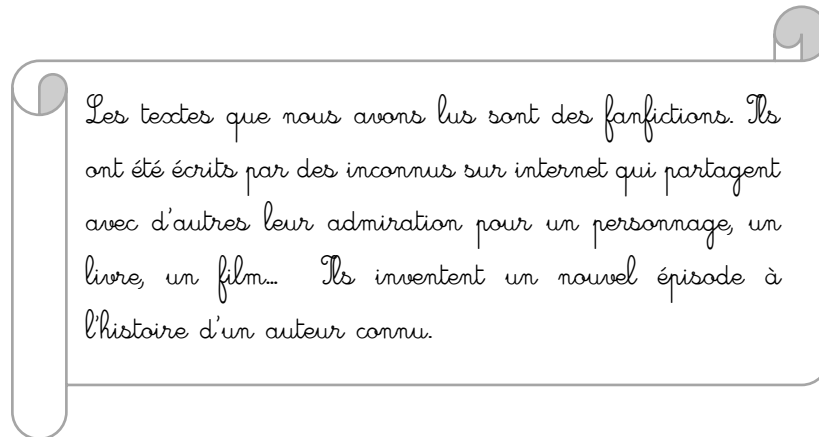 Les textes que nous avons lus sont des fanfictions. Ils
ont été écrits par des inconnus sur internet qui partagent
avec d'autres leur admiration pour un personnage, un
livre, un film… Ils inventent un nouvel épisode à
l'histoire d'un auteur connu.